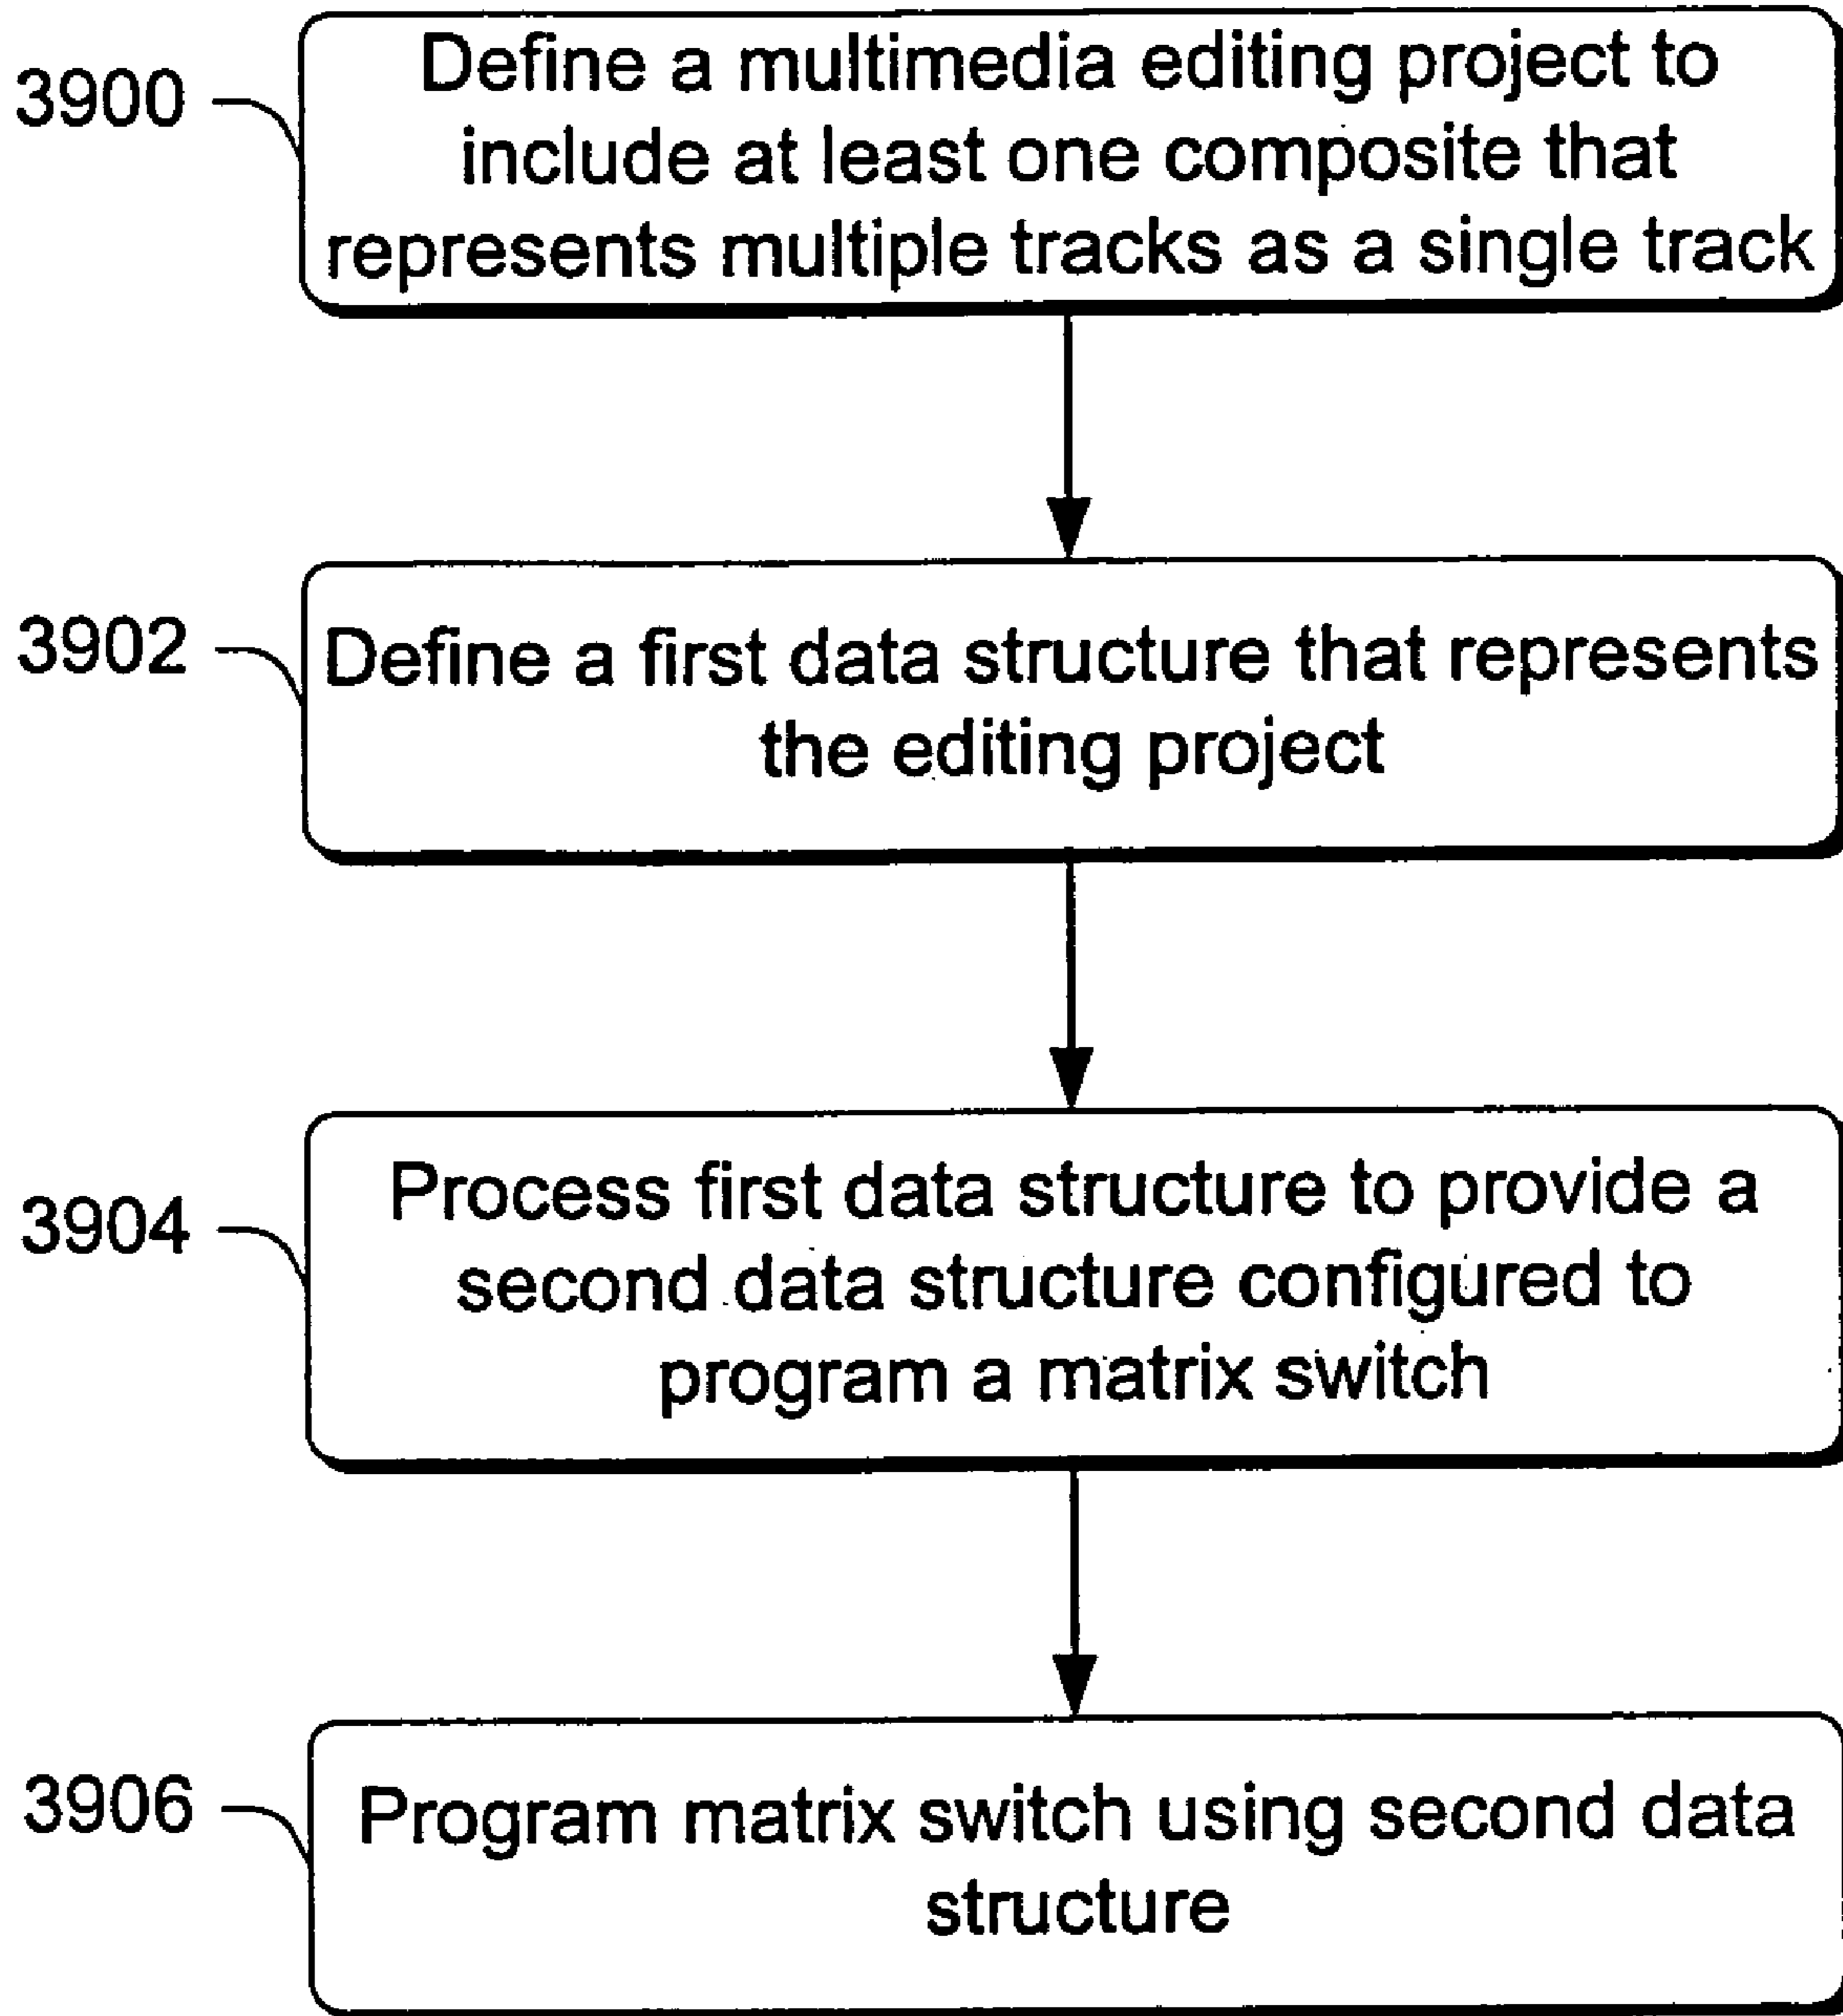 3900
Define a multimedia editing project to
include at least one composite that
represents multiple tracks as a single track
3902
Define a first data structure that represents
the editing project
3904
Process first data structure to provide a
second data structure configured to
program a matrix switch
3906
Program matrix switch using second data
structure